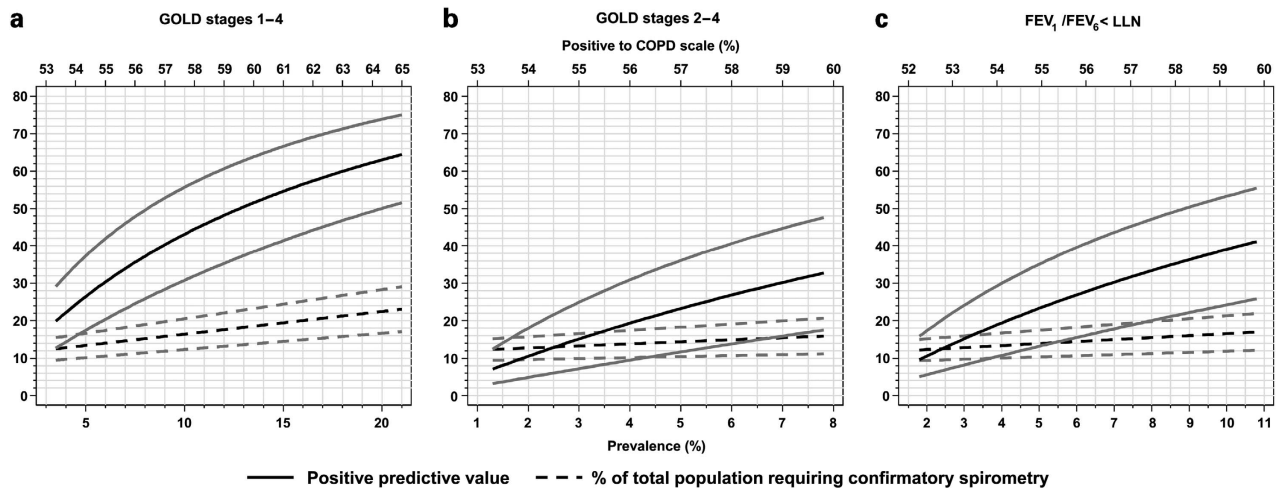 a GOLD stages 1–4
b GOLD stages 2–4
c FEV1 /FEV6< LLN
Positive to COPD scale (%)
53 54 55 56 57 58 59 60 61 62 63 64 65
53 54 55 56 57 58 59 60
52 53 54 55 56 57 58 59 60
80 80 80
70 70 70
60 60 60
50 50 50
40 40 40
30 30 30
20 20 20
10 10 10
0 0 0
5 10 15 20
1 2 3 4 5 6 7 8
2 3 4 5 6 7 8 9 10 11
Prevalence (%)
Positive predictive value % of total population requiring confirmatory spirometry